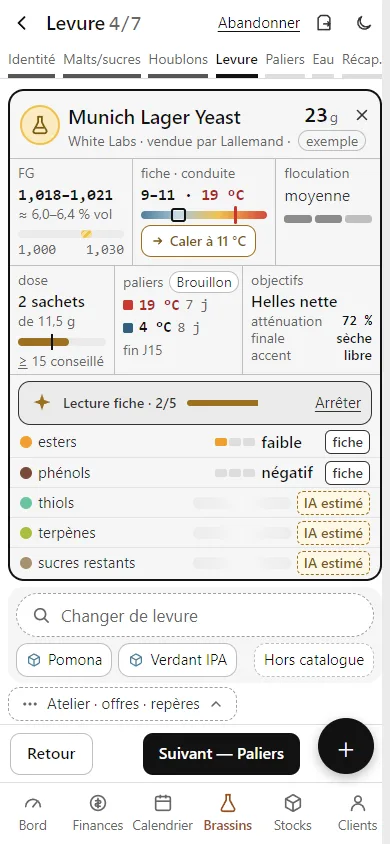 Levure 4/7
Abandonner
Identité Malts/sucres Houblons Levure Paliers Eau Récap.
Munich Lager Yeast
23 g
White Labs · vendue par Lallemand · exemple
FG
1,018–1,021
≈ 6,0–6,4 % vol
1,000 1,030
fiche · conduite
9–11 · 19 °C
→ Caler à 11 °C
floculation
moyenne
dose
2 sachets
de 11,5 g
≥ 15 conseillé
paliers Brouillon
19 °C 7 j
4 °C 8 j
fin J15
objectifs
Helles nette
atténuation 72 %
finale sèche
accent libre
Lecture fiche · 2/5
Arrêter
esters faible fiche
phénols négatif fiche
thiols IA estimé
terpènes IA estimé
sucres restants IA estimé
Changer de levure
Pomona Verdant IPA Hors catalogue
Atelier · offres · repères
Retour
Suivant — Paliers
Bord Finances Calendrier Brassins Stocks Clients